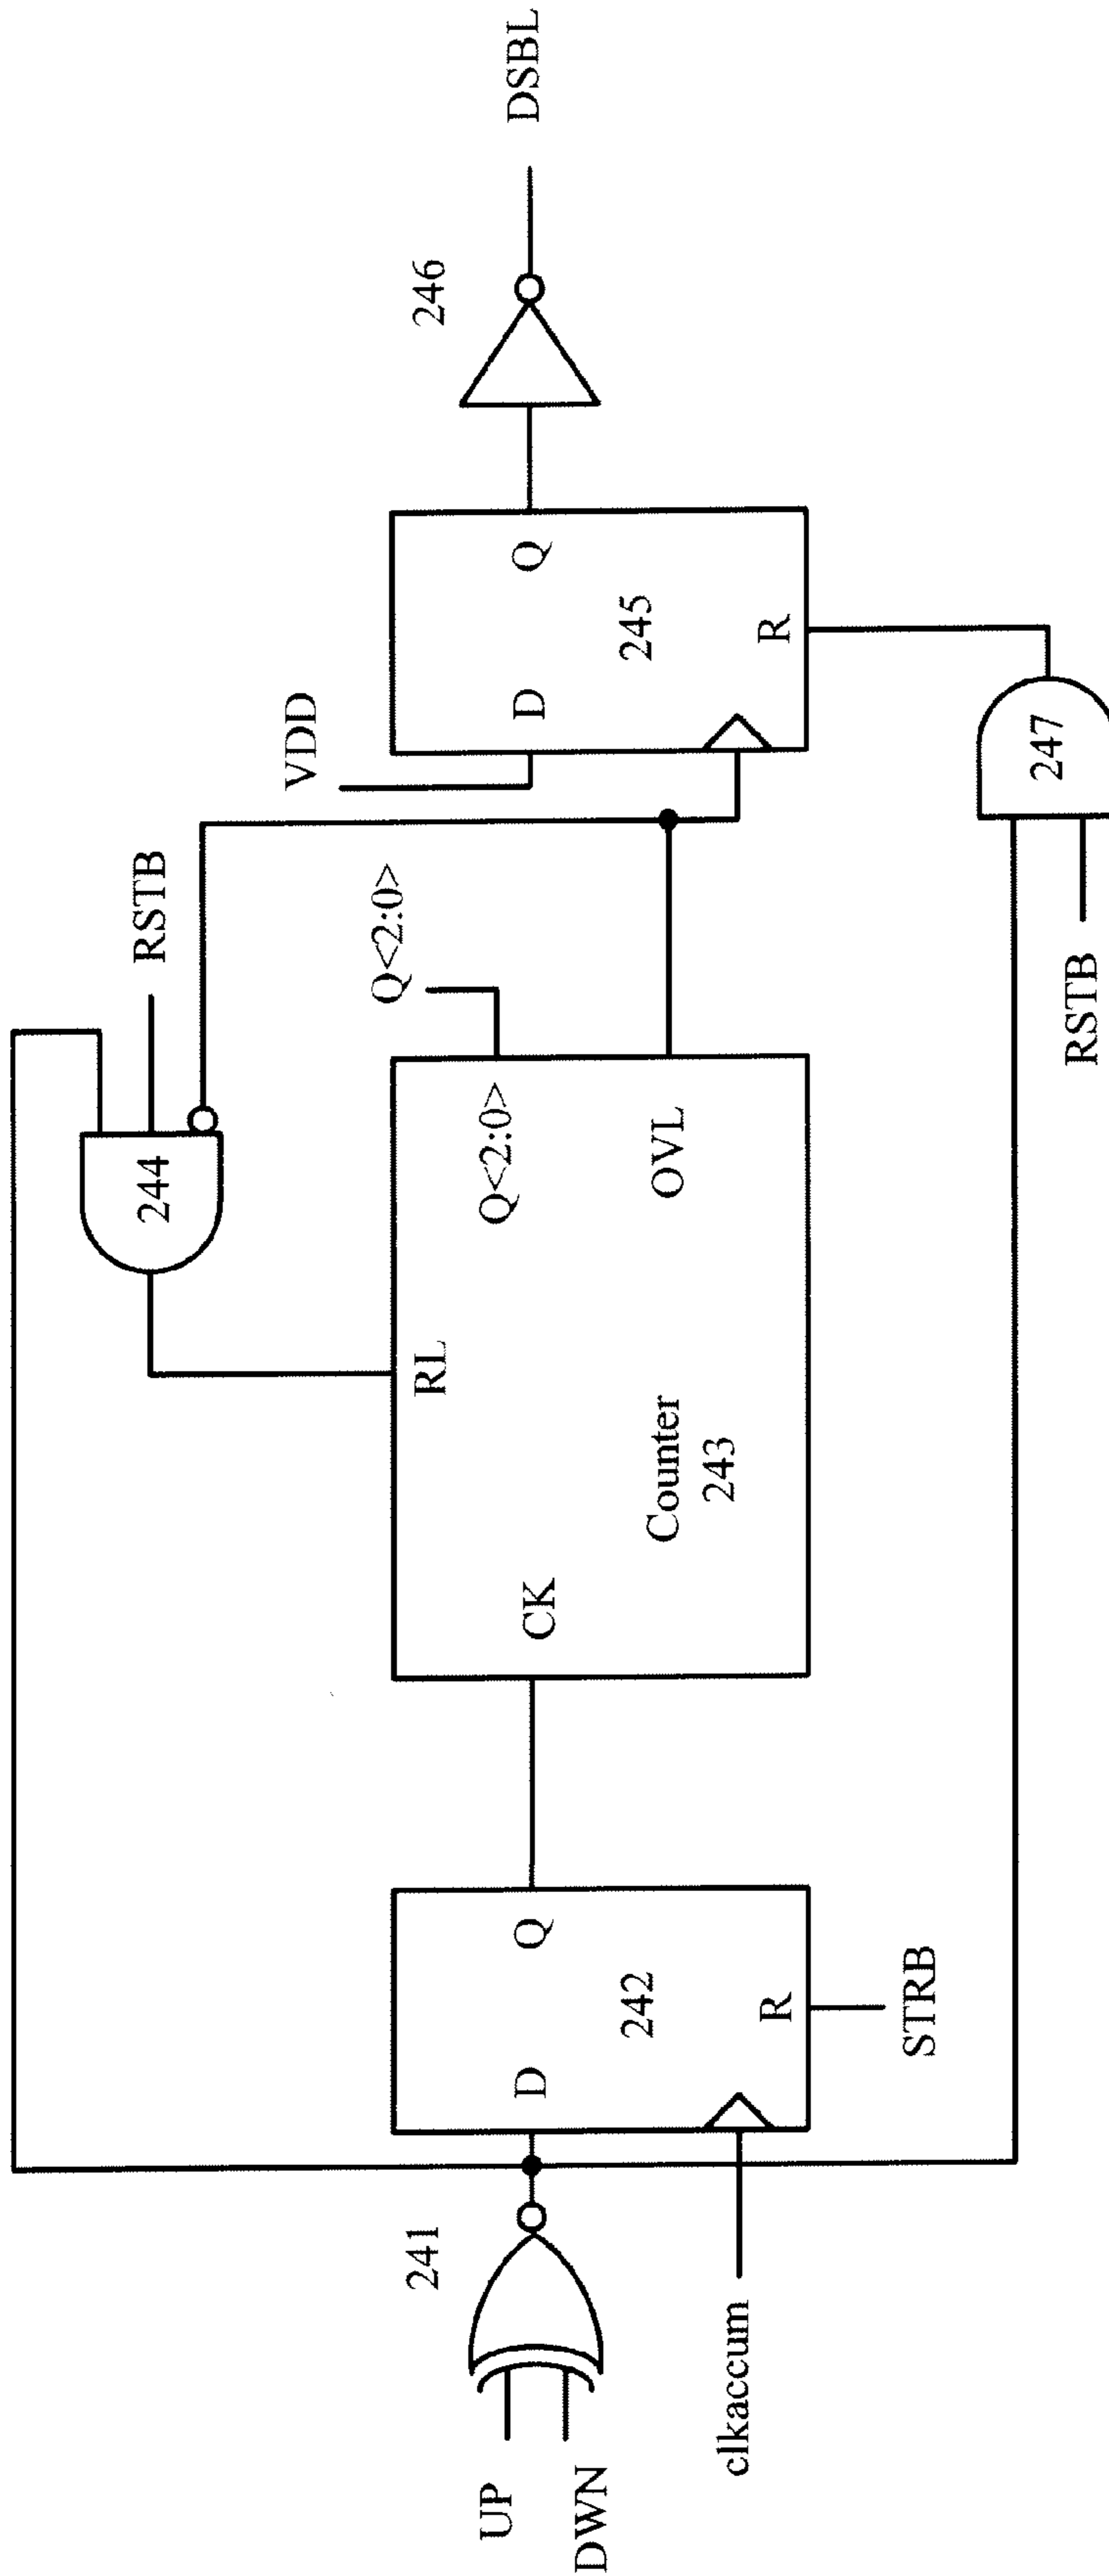 UP
DWN
241
clkaccum
D
Q
242
R
STRB
CK
Counter
243
RL
Q<2:0>
OVL
Q<2:0>
244
RSTB
VDD
D
Q
245
R
247
RSTB
246
DSBL